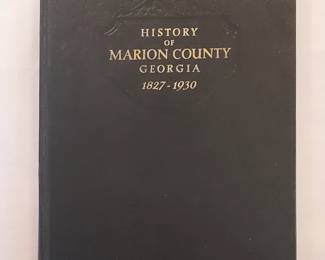 HISTORY
OF
MARION COUNTY
GEORGIA
1827-1930